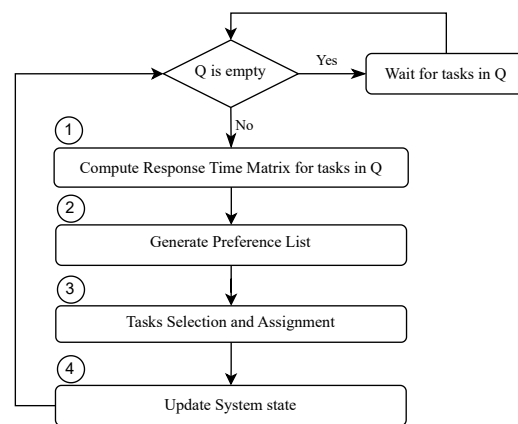 Q is empty
Yes
Wait for tasks in Q
No
1
Compute Response Time Matrix for tasks in Q
2
Generate Preference List
3
Tasks Selection and Assignment
4
Update System state